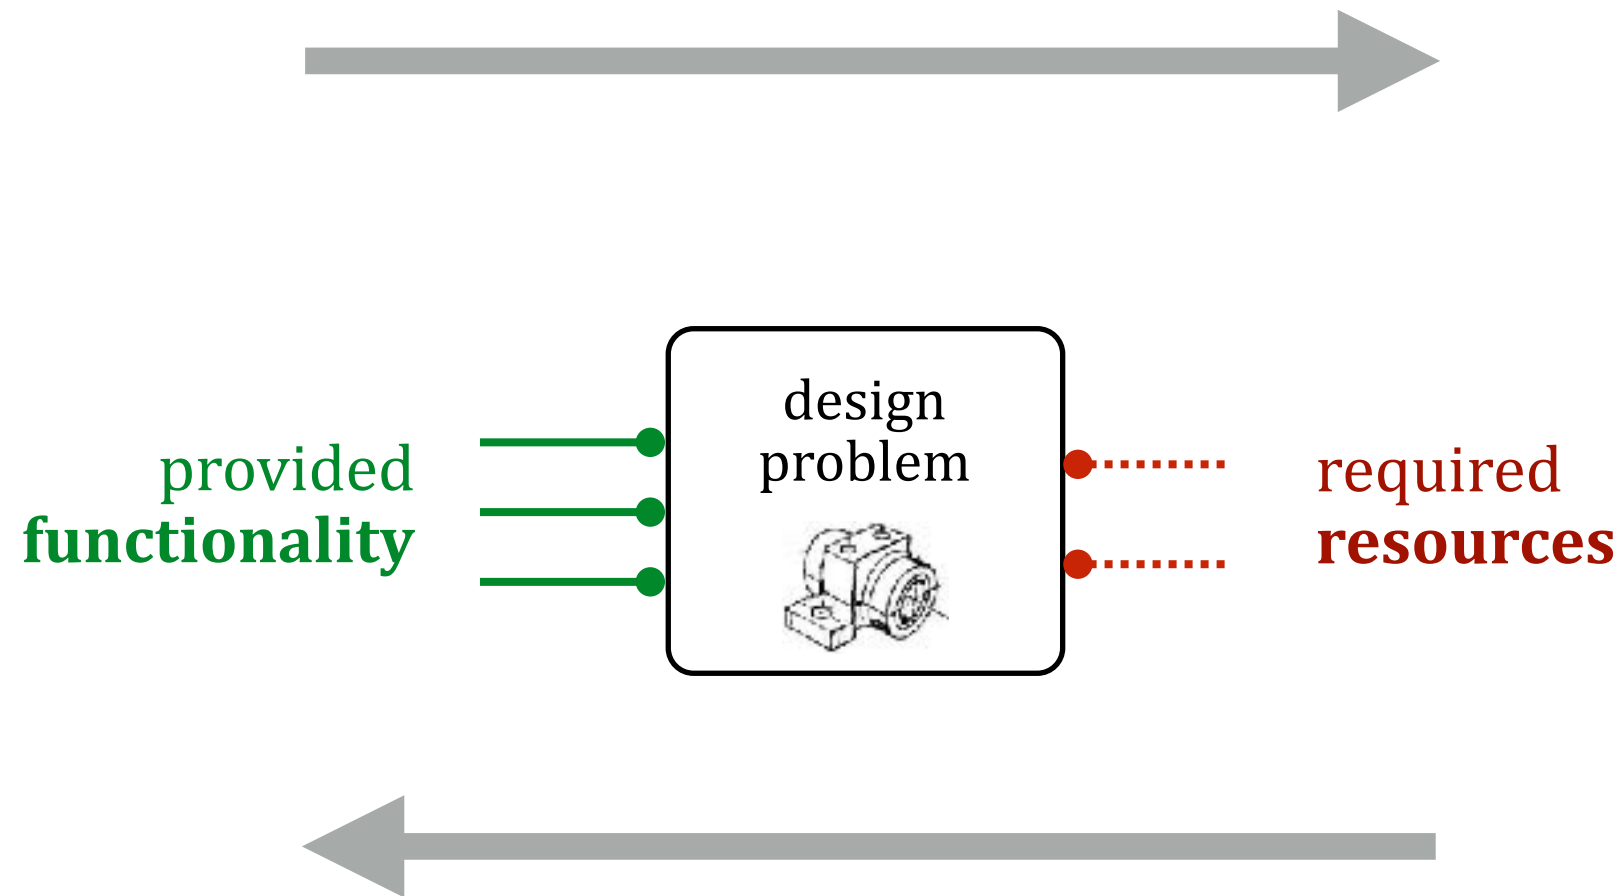 design
problem
provided
functionality
required
resources